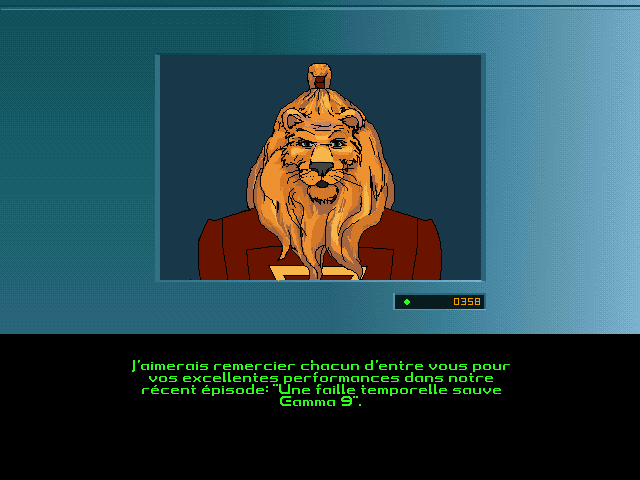 0358
J'aimerais remercier chacun d'entre vous pour
vos excellentes performances dans notre
récent épisode: "Une faille temporelle sauve
Gamma 9".